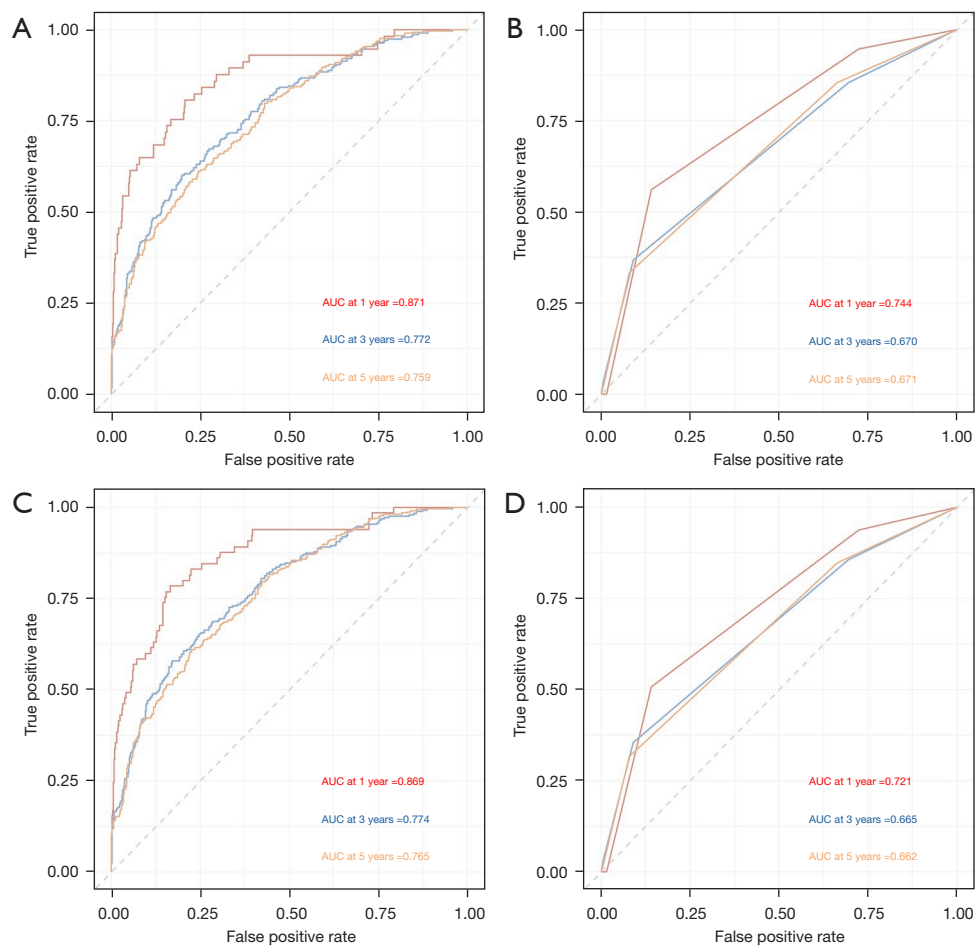 A
1.00
0.75
0.50
0.25
0.00
True positive rate
AUC at 1 year =0.871
AUC at 3 years =0.772
AUC at 5 years =0.759
0.00 0.25 0.50 0.75 1.00
False positive rate
B
1.00
0.75
0.50
0.25
0.00
True positive rate
AUC at 1 year =0.744
AUC at 3 years =0.670
AUC at 5 years =0.671
0.00 0.25 0.50 0.75 1.00
False positive rate
C
1.00
0.75
0.50
0.25
0.00
True positive rate
AUC at 1 year =0.869
AUC at 3 years =0.774
AUC at 5 years =0.765
0.00 0.25 0.50 0.75 1.00
False positive rate
D
1.00
0.75
0.50
0.25
0.00
True positive rate
AUC at 1 year =0.721
AUC at 3 years =0.665
AUC at 5 years =0.662
0.00 0.25 0.50 0.75 1.00
False positive rate